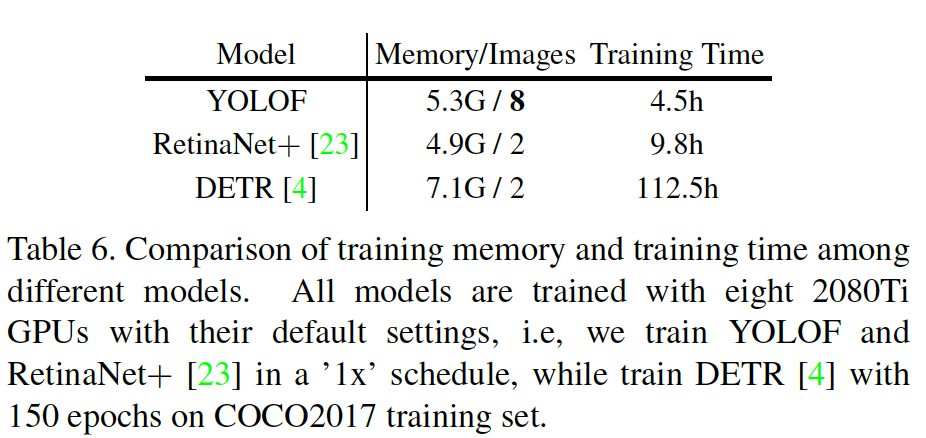 Model Memory/Images Training Time
YOLOF 5.3G / 8 4.5h
RetinaNet+ [23] 4.9G / 2 9.8h
DETR [4] 7.1G / 2 112.5h
Table 6. Comparison of training memory and training time among
different models. All models are trained with eight 2080Ti
GPUs with their default settings, i.e, we train YOLOF and
RetinaNet+ [23] in a ’1x’ schedule, while train DETR [4] with
150 epochs on COCO2017 training set.